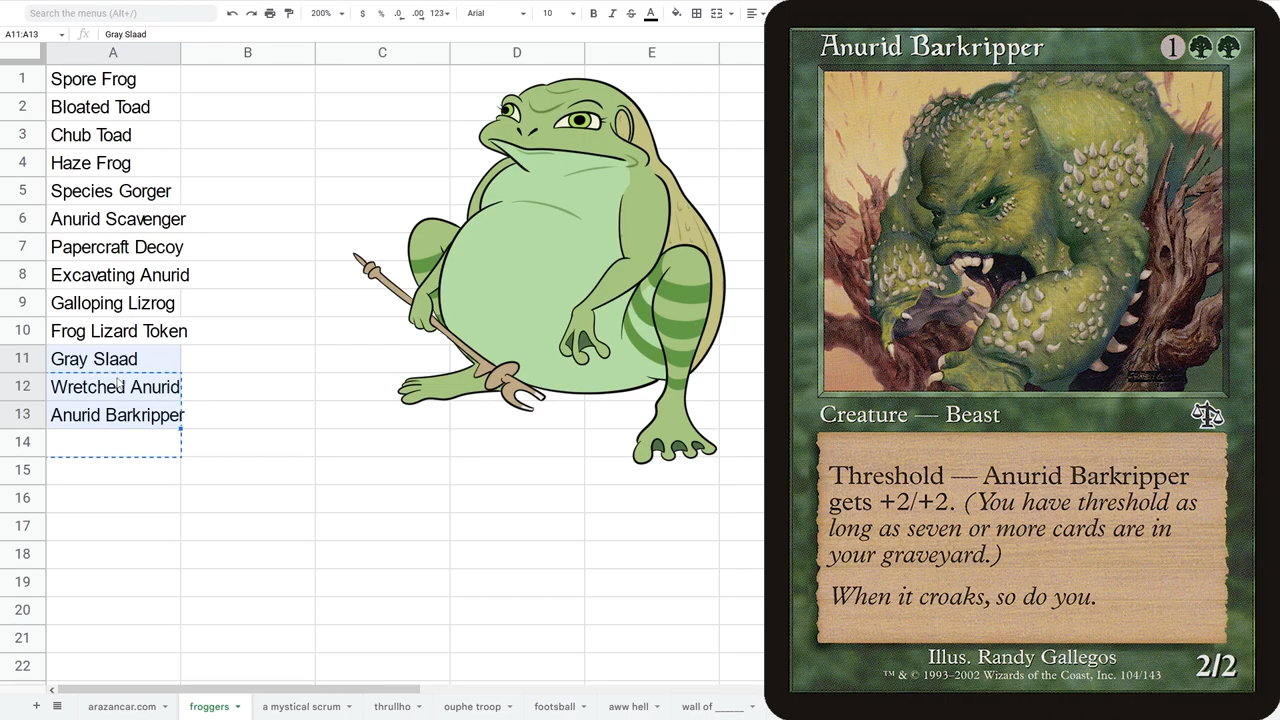 Search the menus (Alt+/)
200%
$
%
.0
.00
123
Arial
10
B
I
S
A
A11:A13
fx
Gray Slaad
A
B
C
D
E
1 Spore Frog
2 Bloated Toad
3 Chub Toad
4 Haze Frog
5 Species Gorger
6 Anurid Scavenger
7 Papercraft Decoy
8 Excavating Anurid
9 Galloping Lizrog
10 Frog Lizard Token
11 Gray Slaad
12 Wretched Anurid
13 Anurid Barkripper
14
15
16
17
18
19
20
21
22
arazancar.com
froggers
a mystical scrum
thrullho
ouphe troop
footsball
aww hell
wall of ______
Anurid Barkripper 1
Creature — Beast
Threshold — Anurid Barkripper
gets +2/+2. (You have threshold as
long as seven or more cards are in
your graveyard.)
When it croaks, so do you.
Illus. Randy Gallegos
™ & © 1993–2002 Wizards of the Coast, Inc. 104/143
2/2